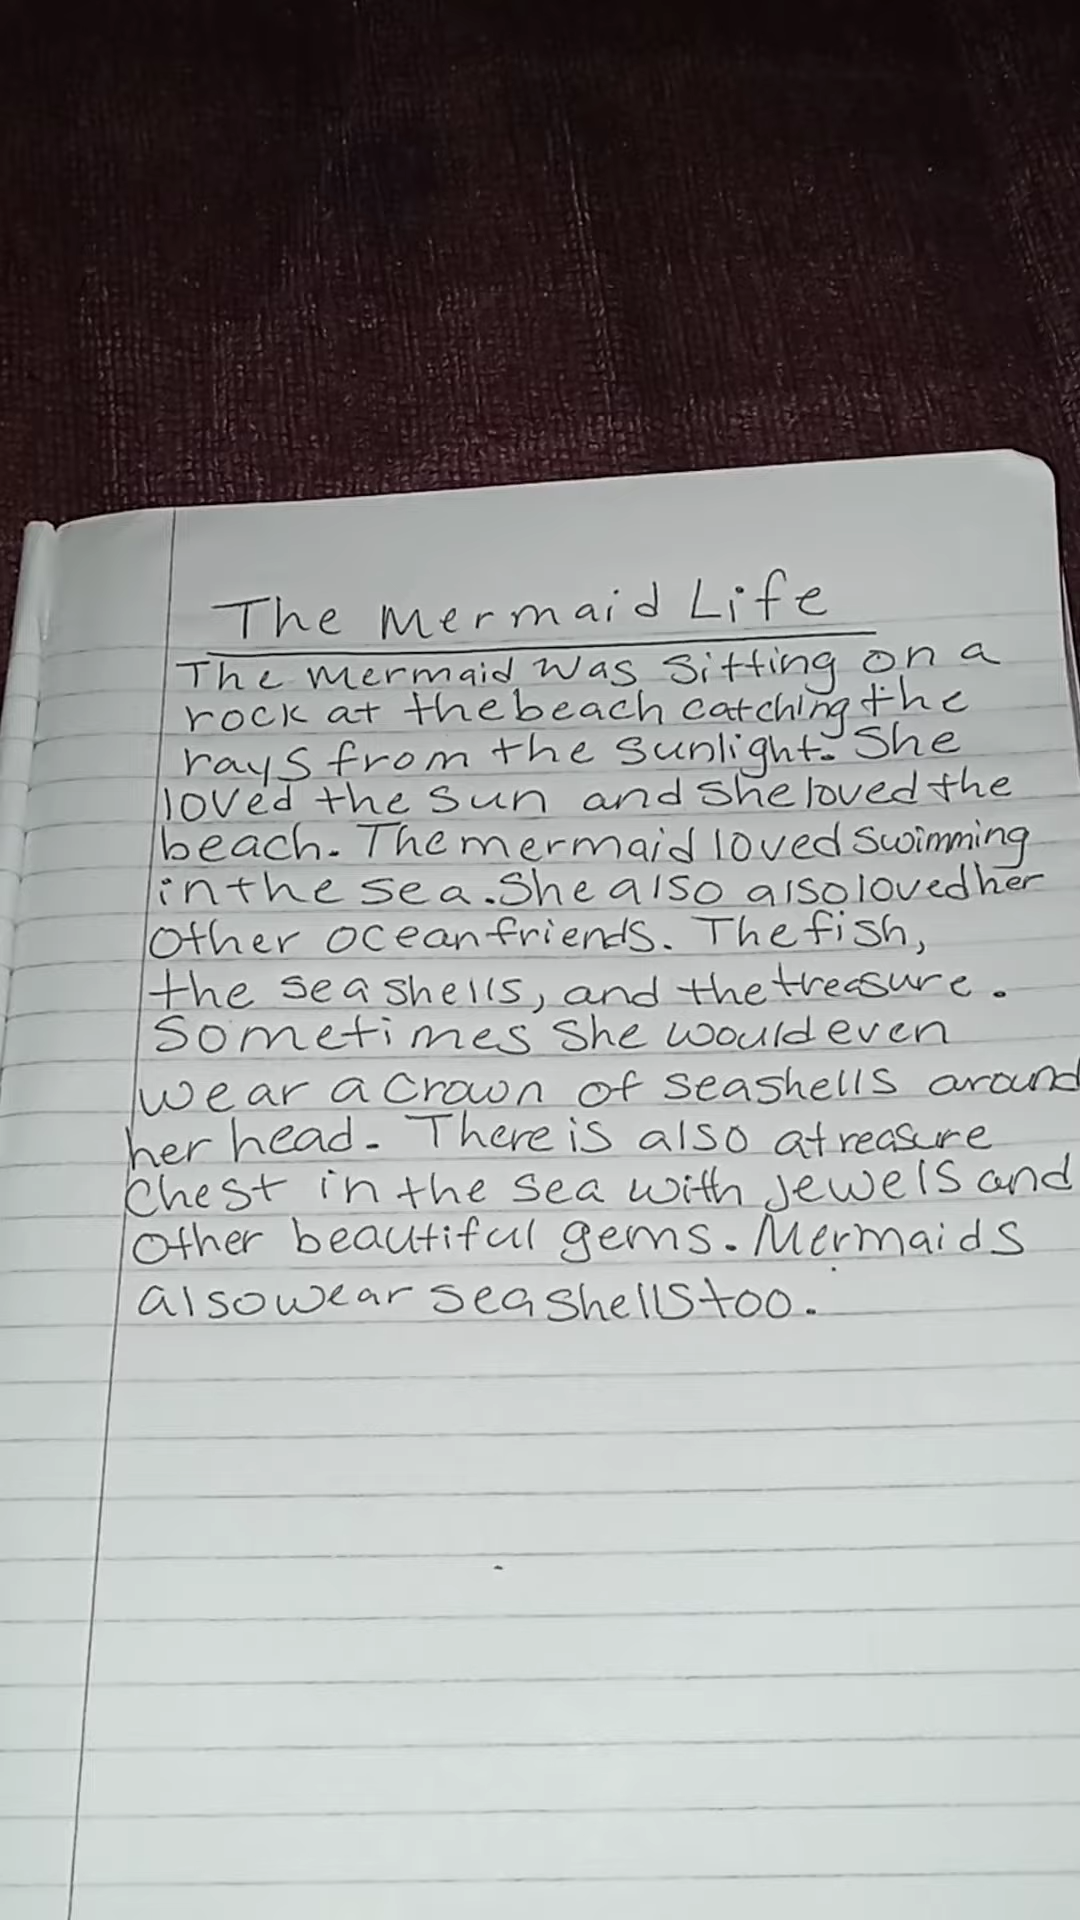 The Mermaid Life
The mermaid was sitting on a
rock at the beach catching the
rays from the sunlight. She
loved the sun and she loved the
beach. The mermaid loved swimming
in the sea. She also also loved her
other ocean friends. The fish,
the seashells, and the treasure.
Sometimes she would even
wear a crown of seashells around
her head. There is also a treasure
chest in the sea with jewels and
other beautiful gems. Mermaids
also wear seashells too.